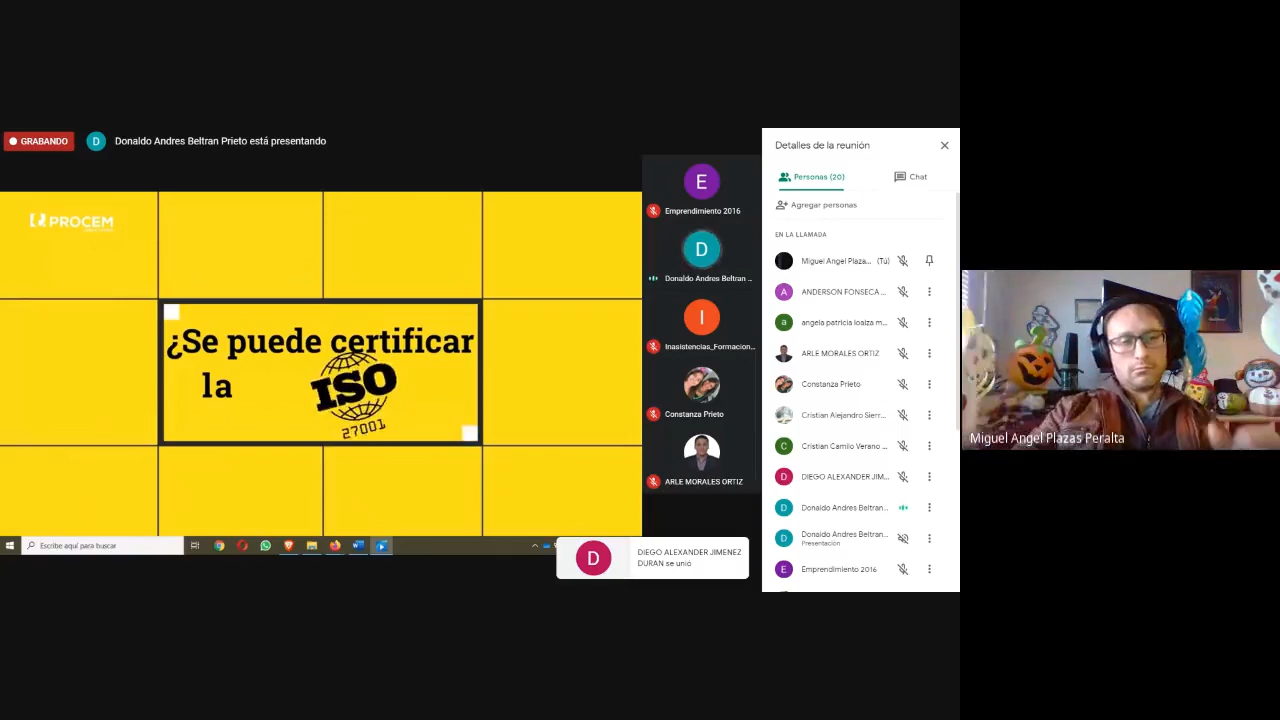 GRABANDO
D
Donaldo Andres Beltran Prieto está presentando
PROCEM
¿Se puede certificar
la
ISO
27001
Escribe aquí para buscar
E
Emprendimiento 2016
D
Donaldo Andres Beltran ...
I
Inasistencias_Formacion...
Constanza Prieto
ARLE MORALES ORTIZ
D
DIEGO ALEXANDER JIMENEZ
DURAN se unió
Detalles de la reunión
Personas (20)
Chat
Agregar personas
EN LA LLAMADA
Miguel Angel Plaza... (Tú)
A
ANDERSON FONSECA ...
a
angela patricia loaiza m...
ARLE MORALES ORTIZ
Constanza Prieto
Cristian Alejandro Sierr...
C
Cristian Camilo Verano ...
D
DIEGO ALEXANDER JIM...
D
Donaldo Andres Beltran...
D
Donaldo Andres Beltran...
Presentación
E
Emprendimiento 2016
Miguel Angel Plazas Peralta